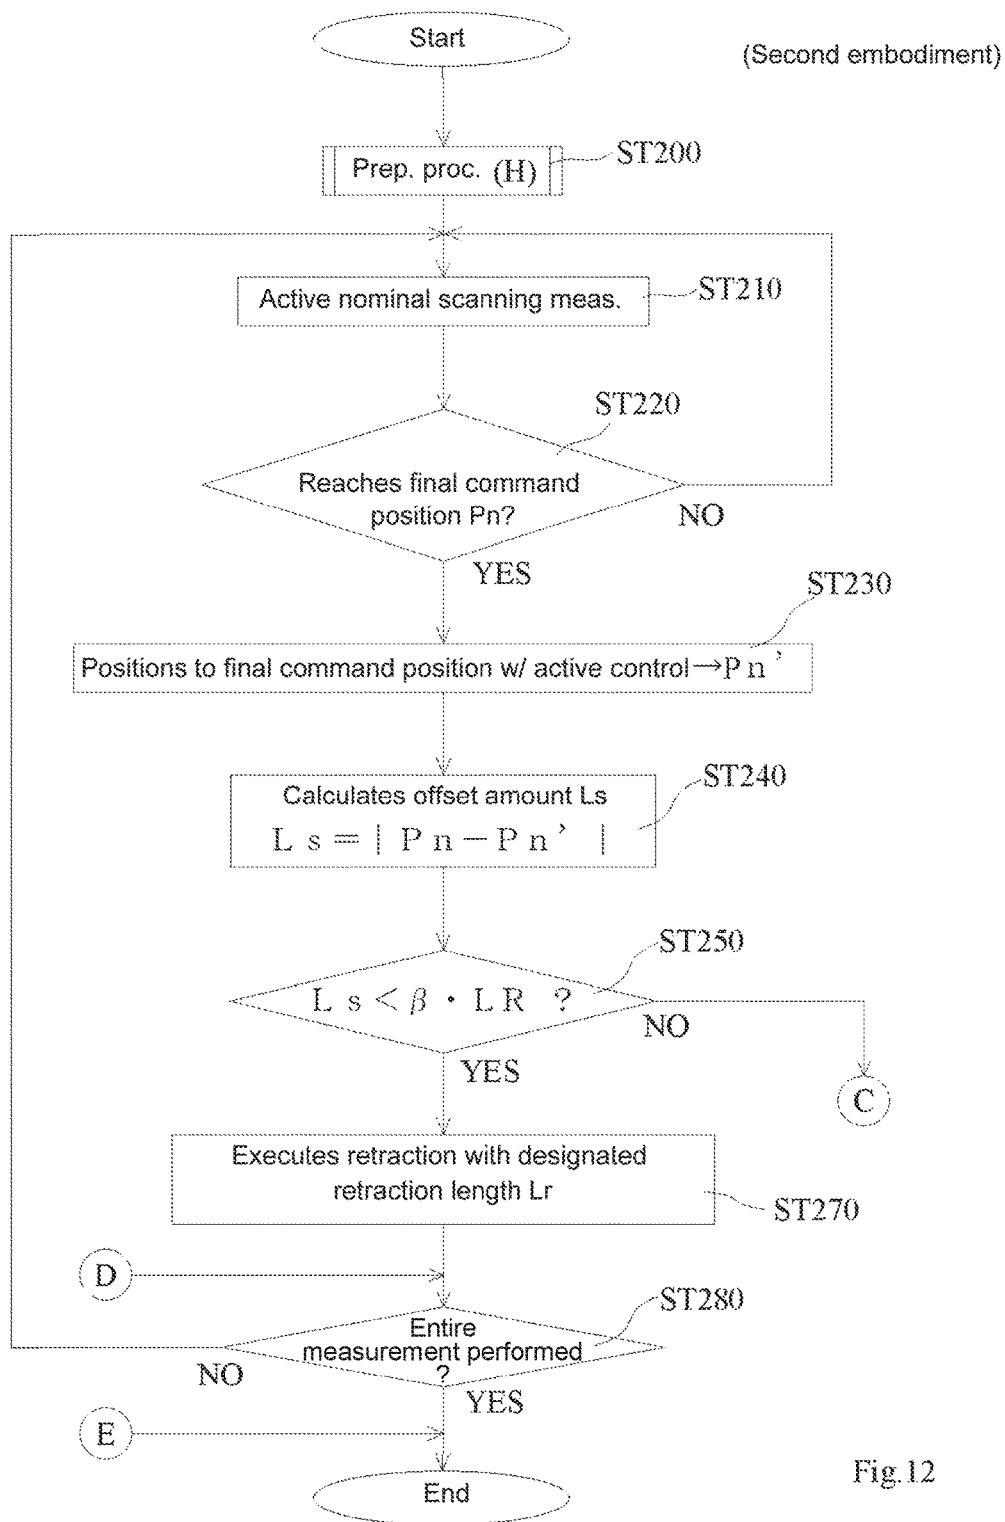 Start
(Second embodiment)
Prep. proc. (H)
ST200
Active nominal scanning meas.
ST210
ST220
Reaches final command
position Pn?
NO
YES
ST230
Positions to final command position w/ active control→Pn’
ST240
Calculates offset amount Ls
Ls=|Pn−Pn’|
ST250
Ls<β・LR ?
NO
YES
C
Executes retraction with designated
retraction length Lr
ST270
D
ST280
Entire
measurement performed
?
NO
YES
E
End
Fig.12